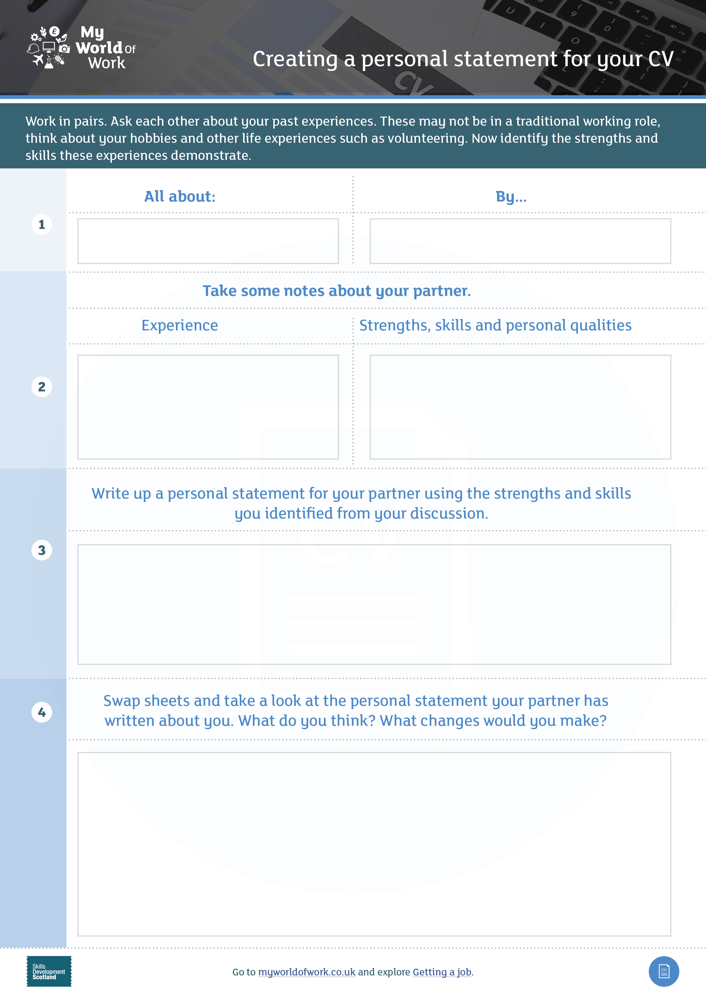 My
World Of
Work
Creating a personal statement for your CV
CV
Work in pairs. Ask each other about your past experiences. These may not be in a traditional working role,
think about your hobbies and other life experiences such as volunteering. Now identify the strengths and
skills these experiences demonstrate.
All about:
By...
1
Take some notes about your partner.
Experience
Strengths, skills and personal qualities
2
Write up a personal statement for your partner using the strengths and skills
you identified from your discussion.
3
Swap sheets and take a look at the personal statement your partner has
written about you. What do you think? What changes would you make?
4
Skills
Development
Scotland
Go to myworldofwork.co.uk and explore Getting a job.
CV